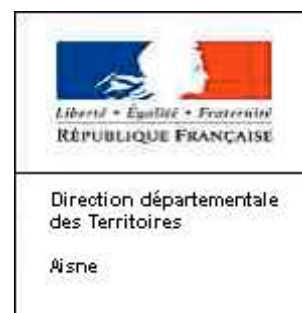 Liberté • Égalité • Fraternité
RÉPUBLIQUE FRANÇAISE
Direction départementale
des Territoires
Aisne